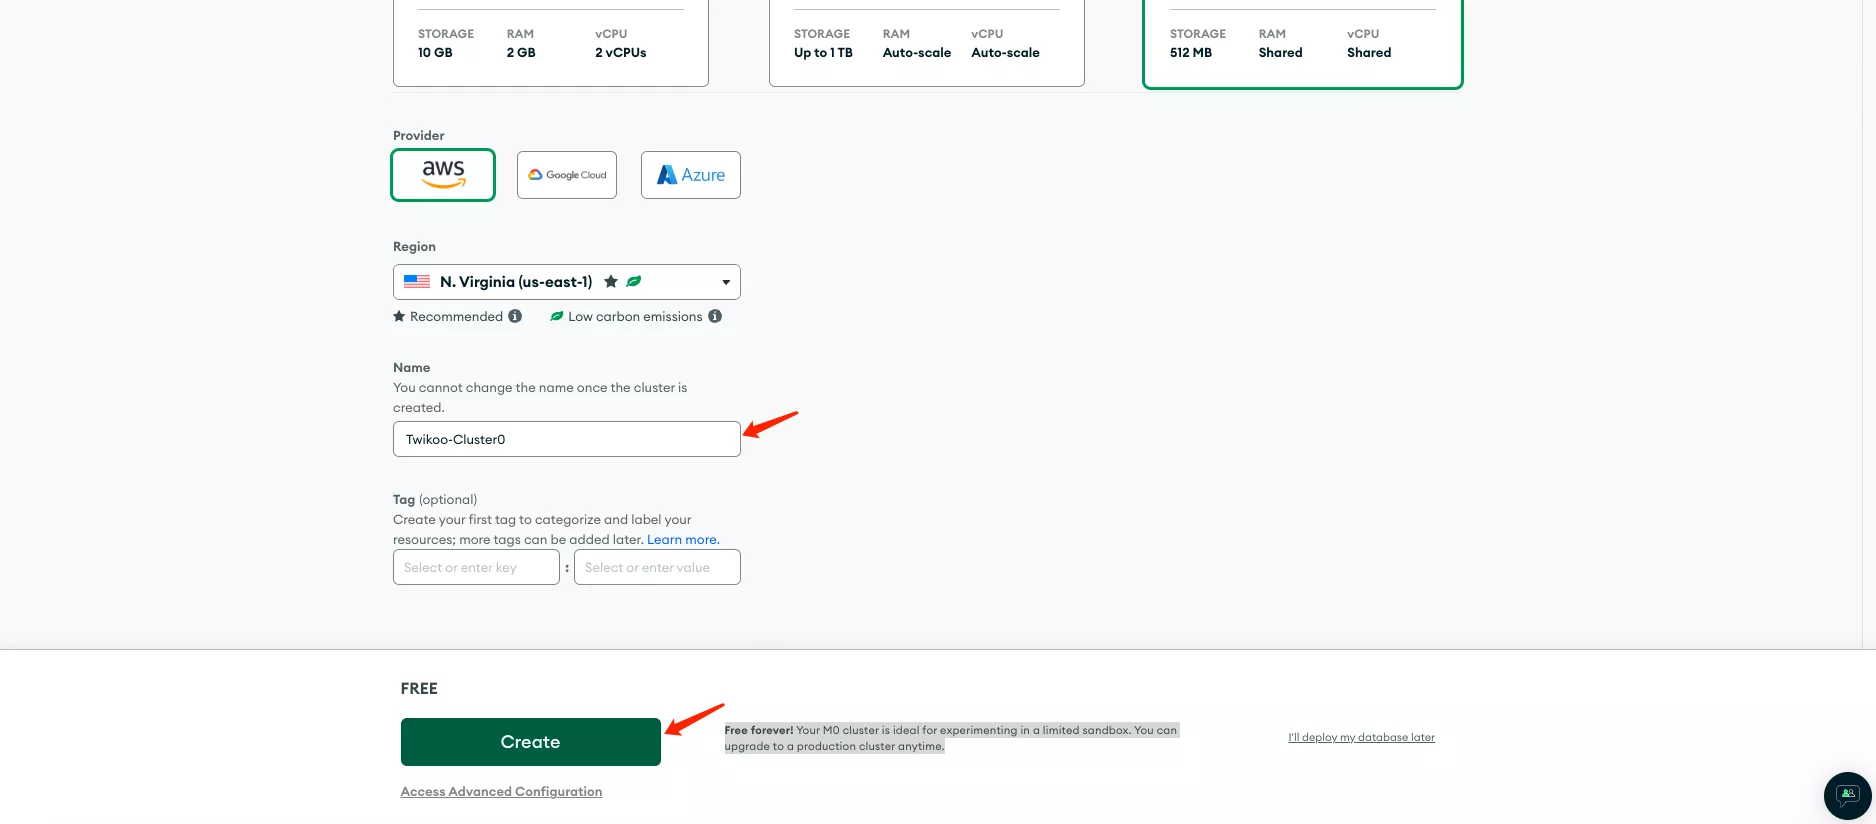 STORAGE RAM vCPU
10 GB 2 GB 2 vCPUs
STORAGE RAM vCPU
Up to 1 TB Auto-scale Auto-scale
STORAGE RAM vCPU
512 MB Shared Shared
Provider
aws
Google Cloud
Azure
Region
N. Virginia (us-east-1)
Recommended
Low carbon emissions
Name
You cannot change the name once the cluster is
created.
Twikoo-Cluster0
Tag (optional)
Create your first tag to categorize and label your
resources; more tags can be added later. Learn more.
Select or enter key : Select or enter value
FREE
Create
Free forever! Your M0 cluster is ideal for experimenting in a limited sandbox. You can
upgrade to a production cluster anytime.
I'll deploy my database later
Access Advanced Configuration